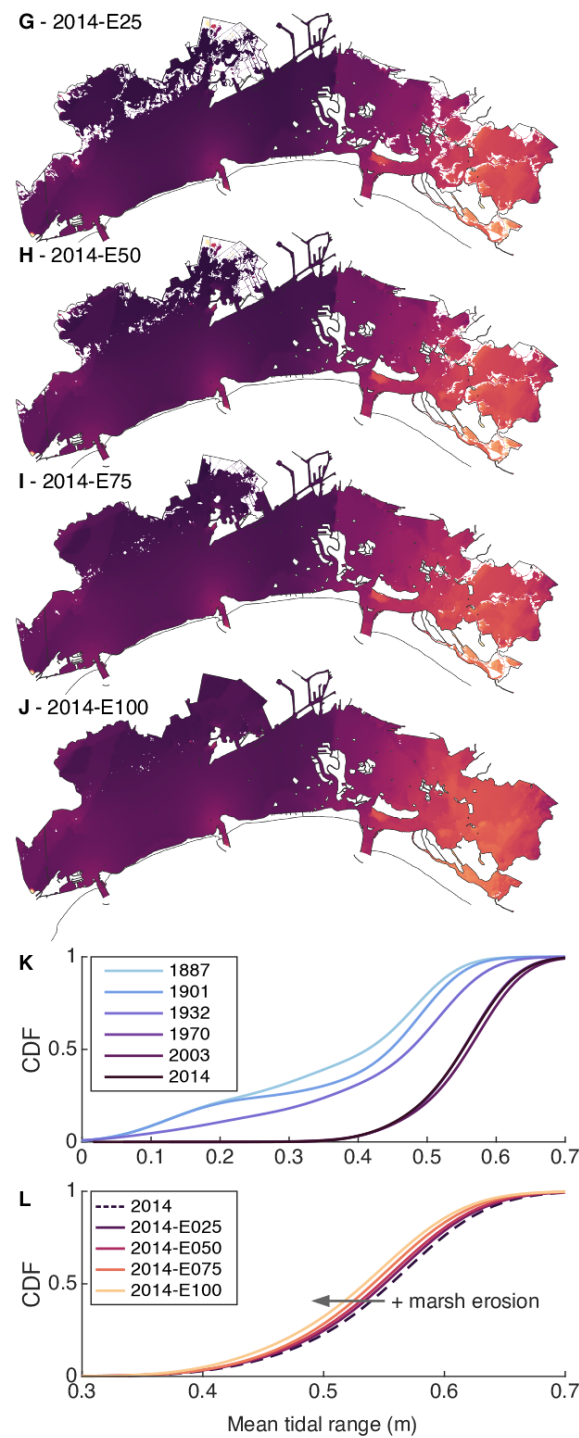 G - 2014-E25
H - 2014-E50
I - 2014-E75
J - 2014-E100
K
1
0.5
0
CDF
1887
1901
1932
1970
2003
2014
0 0.1 0.2 0.3 0.4 0.5 0.6 0.7
L
1
0.5
0
CDF
2014
2014-E025
2014-E050
2014-E075
2014-E100
+ marsh erosion
0.3 0.4 0.5 0.6 0.7
Mean tidal range (m)